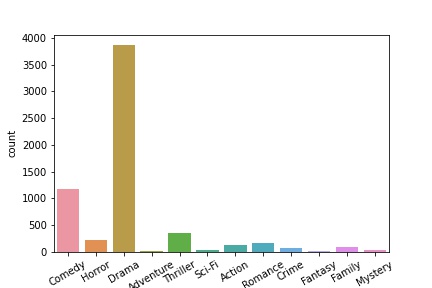 4000
3500
3000
2500
2000
1500
1000
500
0
count
Comedy
Horror
Drama
Adventure
Thriller
Sci-Fi
Action
Romance
Crime
Fantasy
Family
Mystery